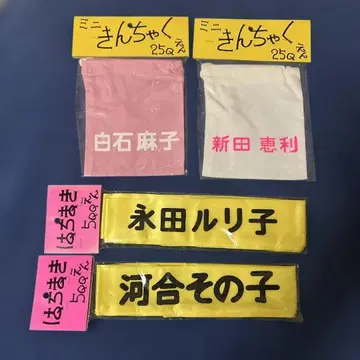 ミニ
きんちゃく
250えん
白石麻子
ミニ
きんちゃく
250えん
新田 恵利
はちまき
500えん
永田ルリ子
はちまき
500えん
河合その子